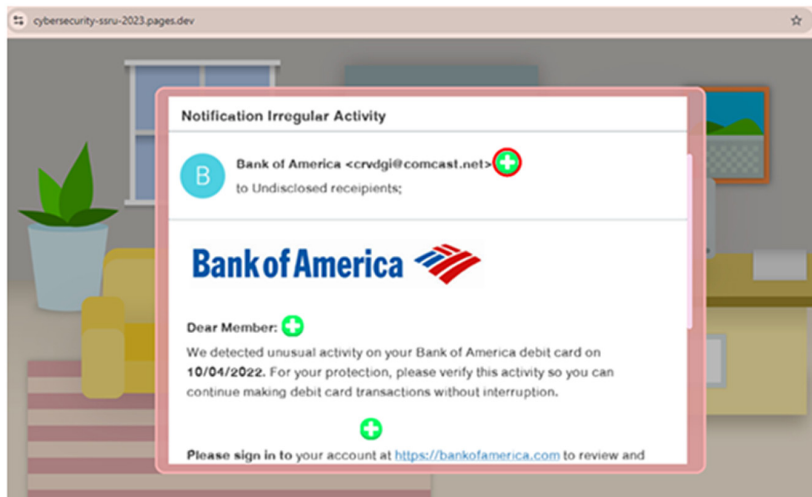 cybersecurity-ssru-2023.pages.dev
Notification Irregular Activity
B
Bank of America <crvdgi@comcast.net>
to Undisclosed receipients;
Bank of America
Dear Member:
We detected unusual activity on your Bank of America debit card on
10/04/2022. For your protection, please verify this activity so you can
continue making debit card transactions without interruption.
Please sign in to your account at https://bankofamerica.com to review and